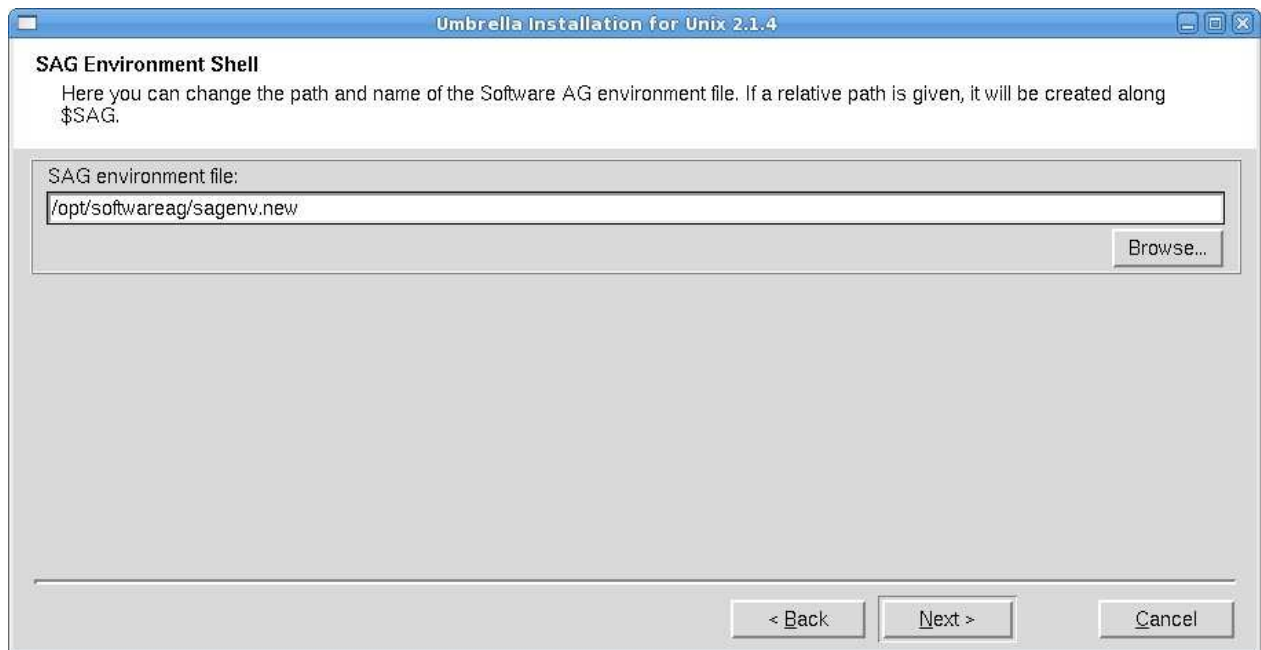 Umbrella Installation for Unix 2.1.4
SAG Environment Shell
Here you can change the path and name of the Software AG environment file. If a relative path is given, it will be created along
$SAG.
SAG environment file:
/opt/softwareag/sagenv.new
Browse...
< Back
Next >
Cancel